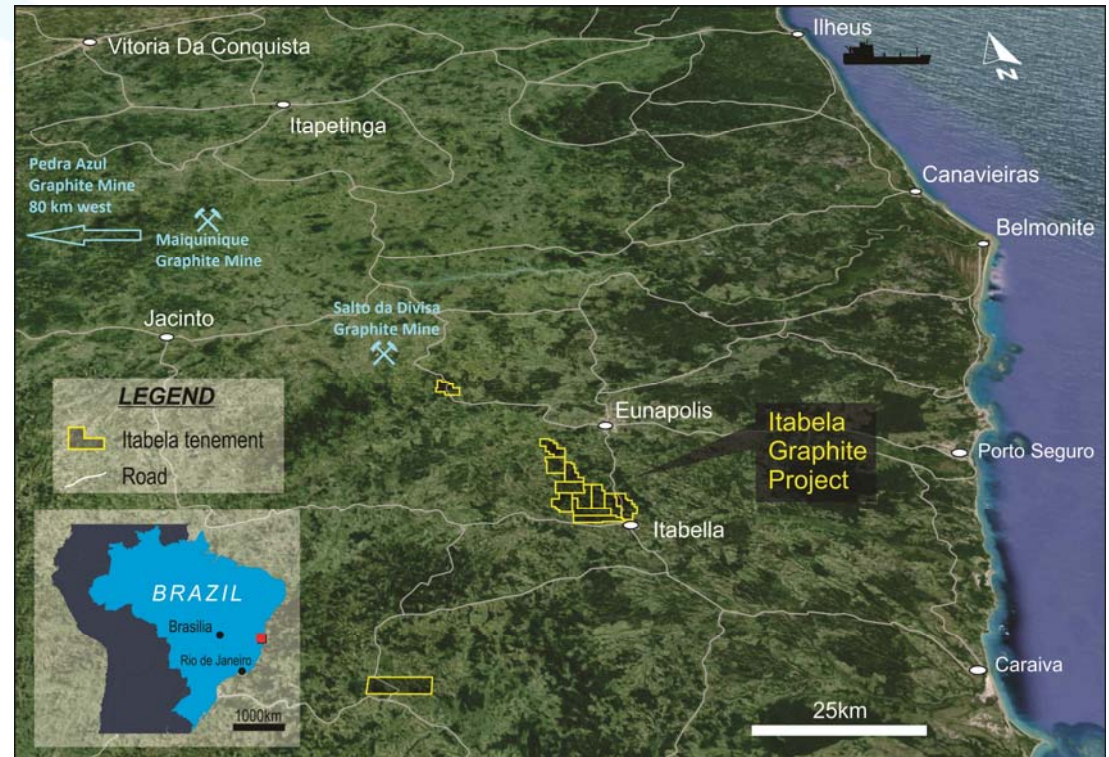 Ilheus
Vitoria Da Conquista
N
Itapetinga
Pedra Azul
Graphite Mine
80 km west
Canavieiras
Maiquinique
Graphite Mine
Belmonite
Salto da Divisa
Graphite Mine
Jacinto
LEGEND
Itabela tenement
Road
Eunapolis
Itabela
Graphite
Project
Porto Seguro
Itabella
BRAZIL
Brasilia
Rio de Janeiro
1000km
Caraiva
25km